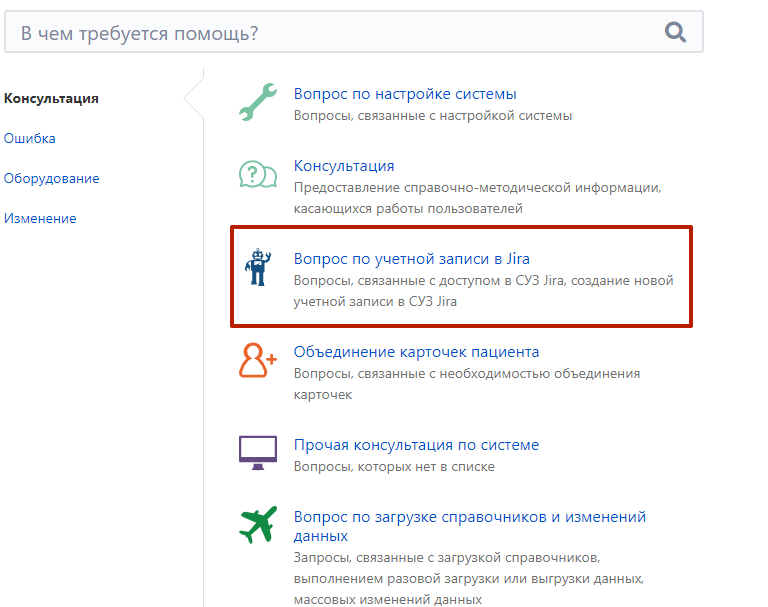 В чем требуется помощь?
Консультация
Ошибка
Оборудование
Изменение
Вопрос по настройке системы
Вопросы, связанные с настройкой системы
Консультация
Предоставление справочно-методической информации,
касающихся работы пользователей
Вопрос по учетной записи в Jira
Вопросы, связанные с доступом в СУЗ Jira, создание новой
учетной записи в СУЗ Jira
Объединение карточек пациента
Вопросы, связанные с необходимостью объединения
карточек
Прочая консультация по системе
Вопросы, которых нет в списке
Вопрос по загрузке справочников и изменений
данных
Запросы, связанные с загрузкой справочников,
выполнением разовой загрузки или выгрузки данных,
массовых изменений данных